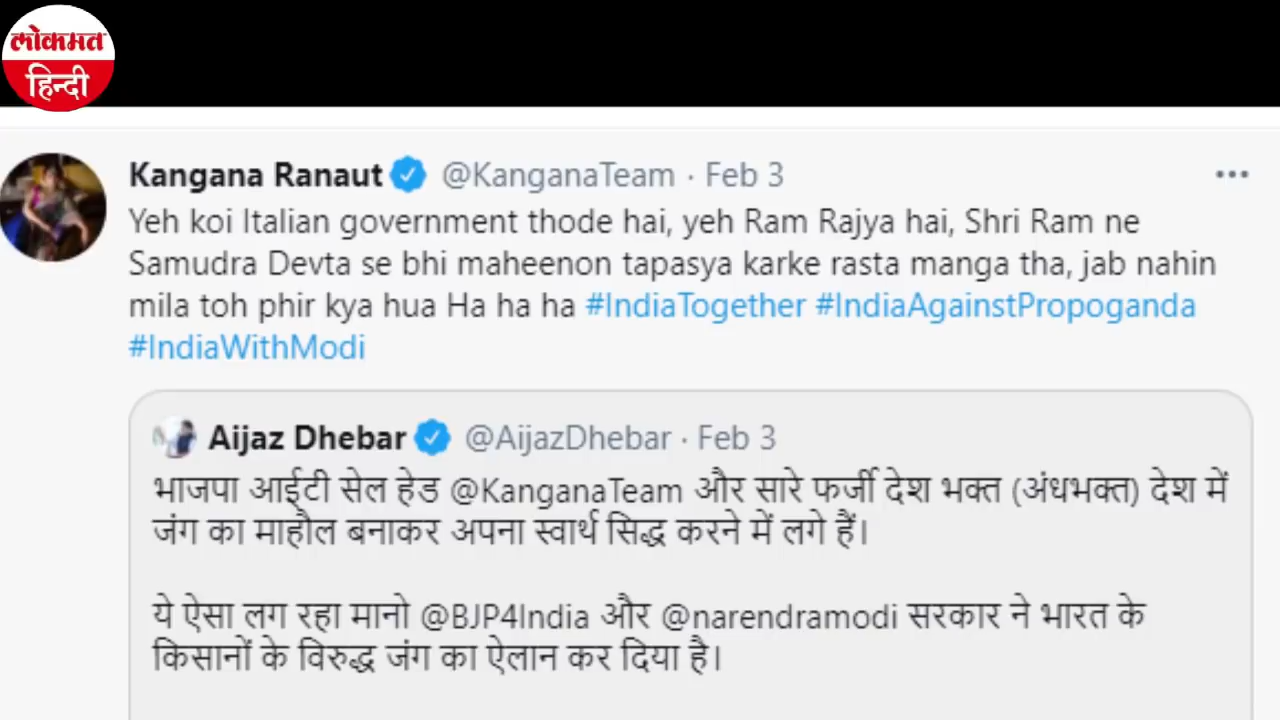 लोकमत
हिन्दी
Kangana Ranaut @KanganaTeam · Feb 3
Yeh koi Italian government thode hai, yeh Ram Rajya hai, Shri Ram ne
Samudra Devta se bhi maheenon tapasya karke rasta manga tha, jab nahin
mila toh phir kya hua Ha ha ha #IndiaTogether #IndiaAgainstPropoganda
#IndiaWithModi
Aijaz Dhebar @AijazDhebar · Feb 3
भाजपा आईटी सेल हेड @KanganaTeam और सारे फर्जी देश भक्त (अंधभक्त) देश में
जंग का माहौल बनाकर अपना स्वार्थ सिद्ध करने में लगे हैं।
ये ऐसा लग रहा मानो @BJP4India और @narendramodi सरकार ने भारत के
किसानों के विरुद्ध जंग का ऐलान कर दिया है।